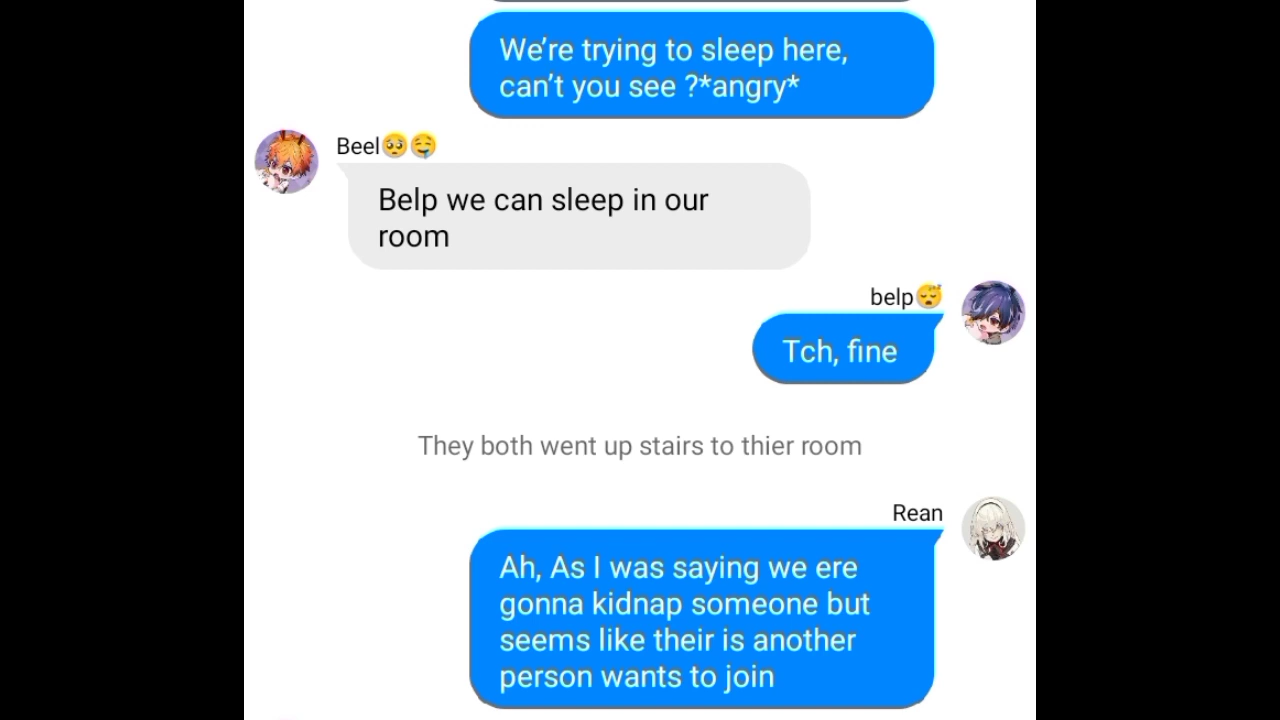 We're trying to sleep here,
can't you see ?*angry*
Beel🥺🤤
Belp we can sleep in our
room
belp😴
Tch, fine
They both went up stairs to thier room
Rean
Ah, As I was saying we ere
gonna kidnap someone but
seems like their is another
person wants to join